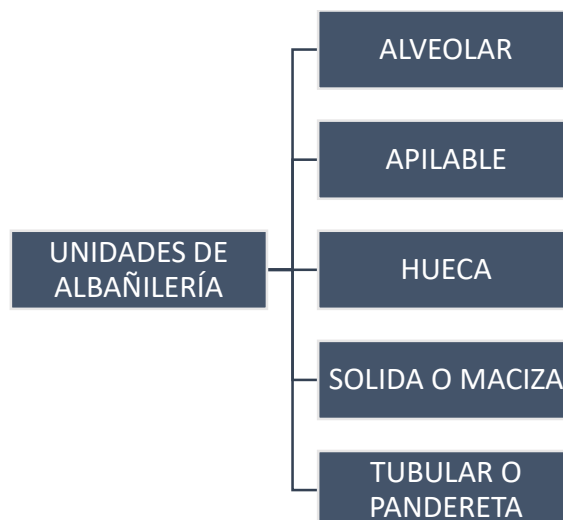 UNIDADES DE
ALBAÑILERÍA
ALVEOLAR
APILABLE
HUECA
SOLIDA O MACIZA
TUBULAR O
PANDERETA